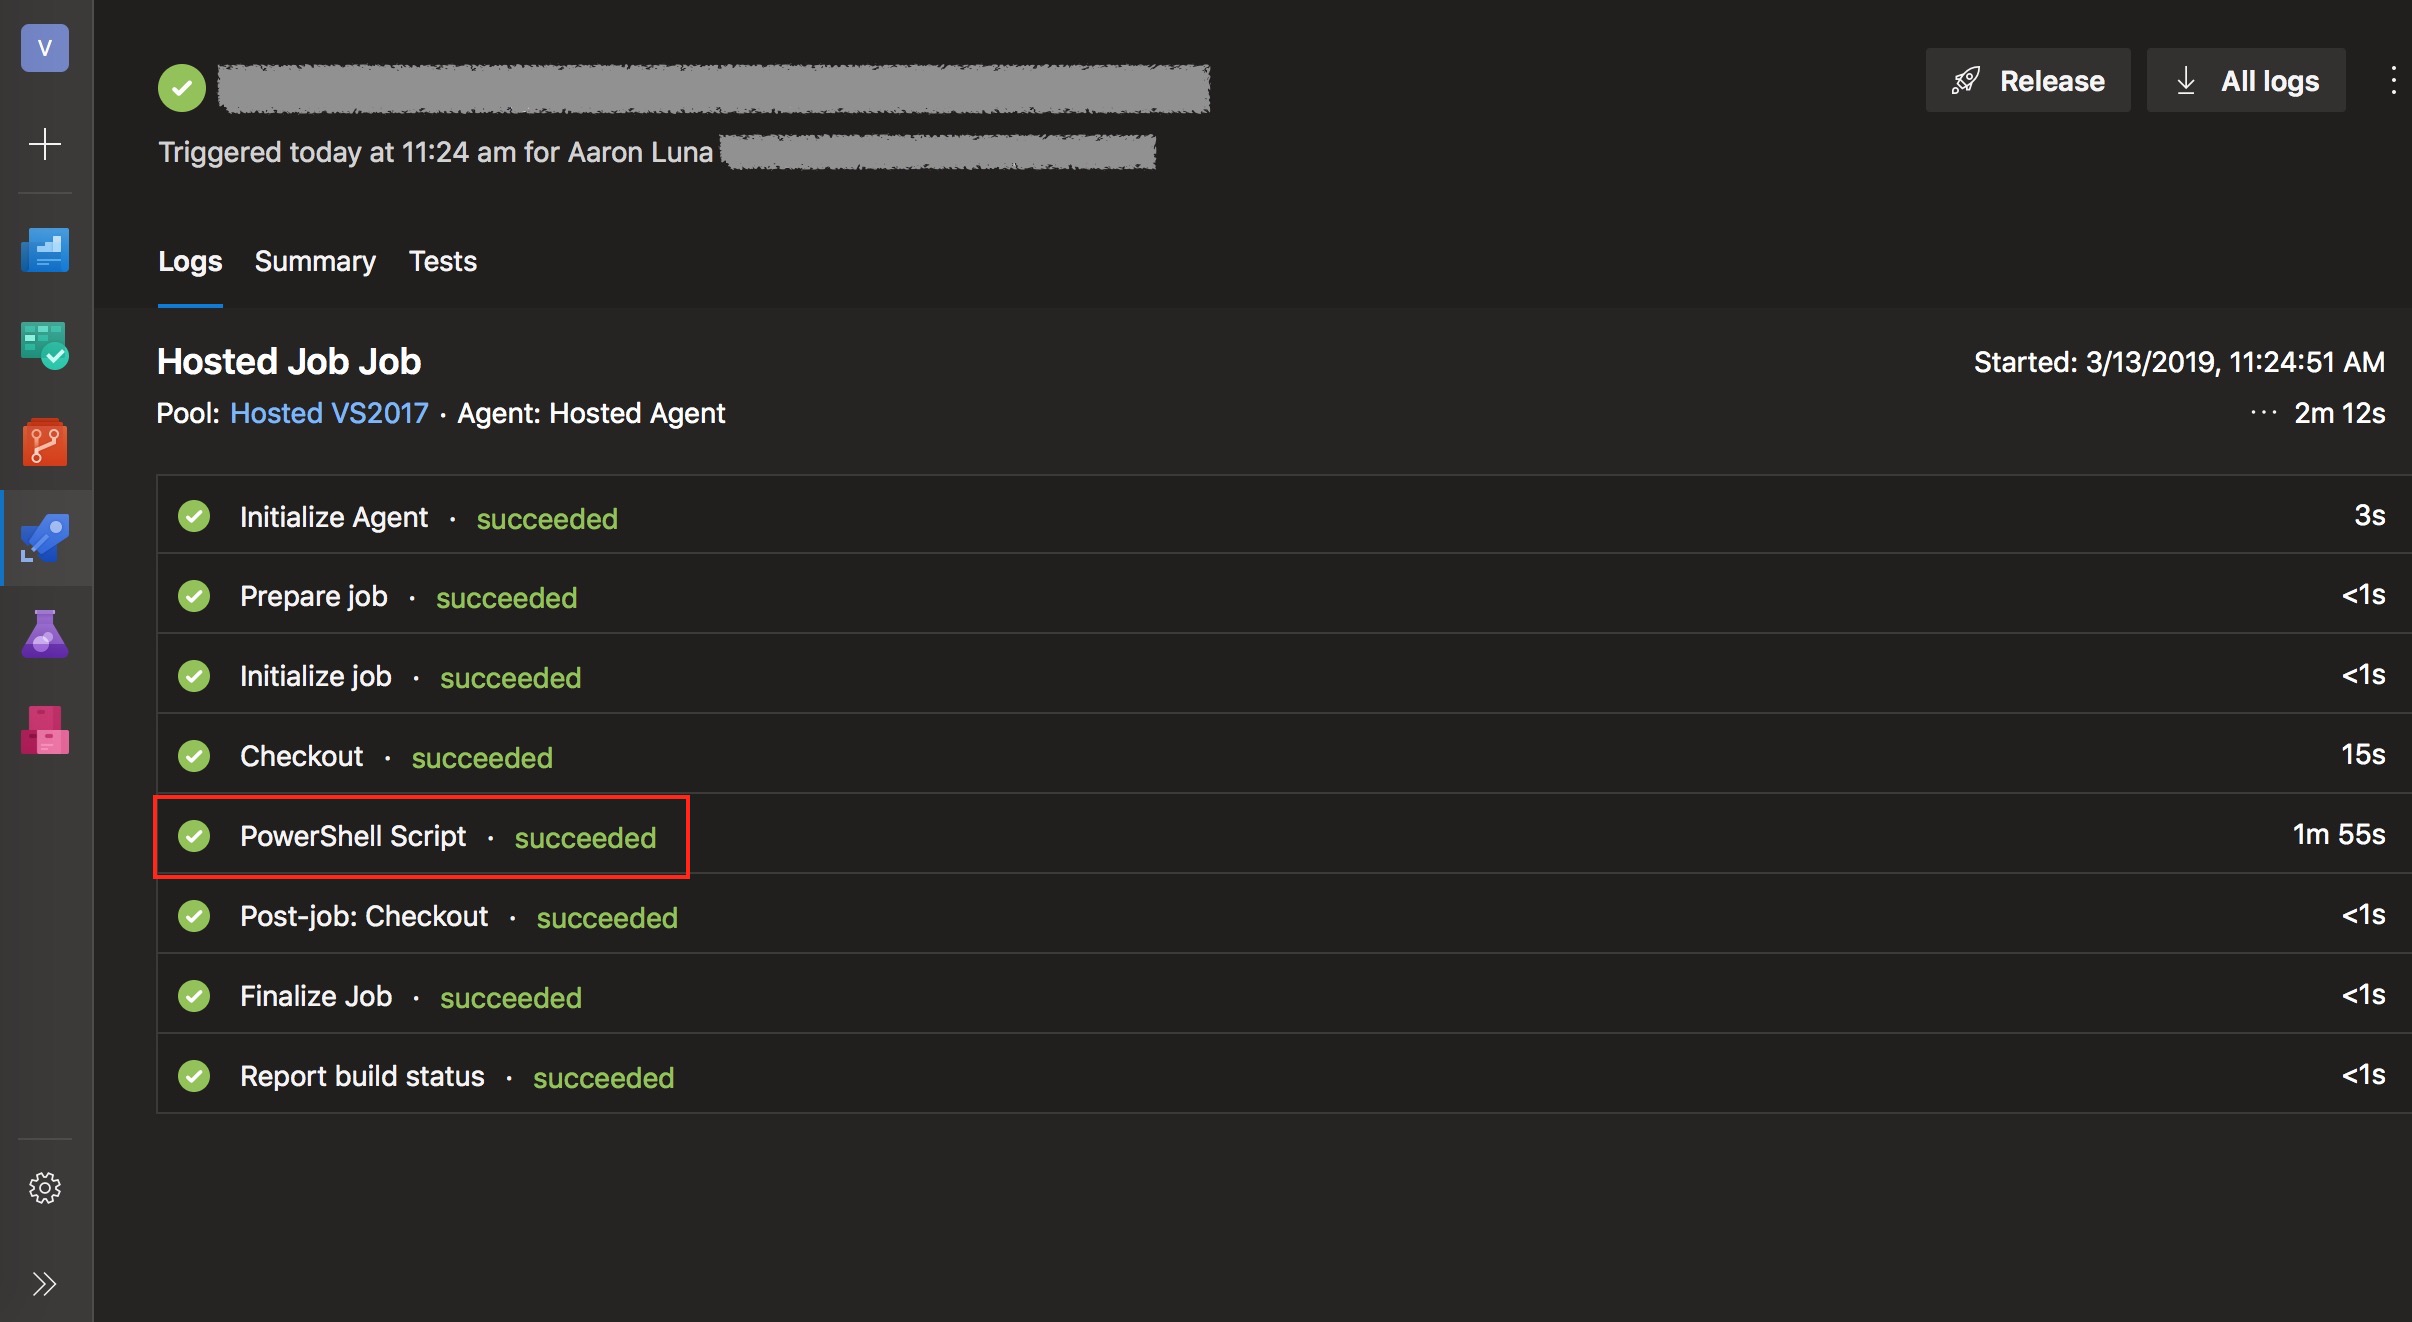 V
Release
All logs
Triggered today at 11:24 am for Aaron Luna
Logs Summary Tests
Hosted Job Job
Started: 3/13/2019, 11:24:51 AM
Pool: Hosted VS2017 · Agent: Hosted Agent
··· 2m 12s
Initialize Agent · succeeded 3s
Prepare job · succeeded <1s
Initialize job · succeeded <1s
Checkout · succeeded 15s
PowerShell Script · succeeded 1m 55s
Post-job: Checkout · succeeded <1s
Finalize Job · succeeded <1s
Report build status · succeeded <1s